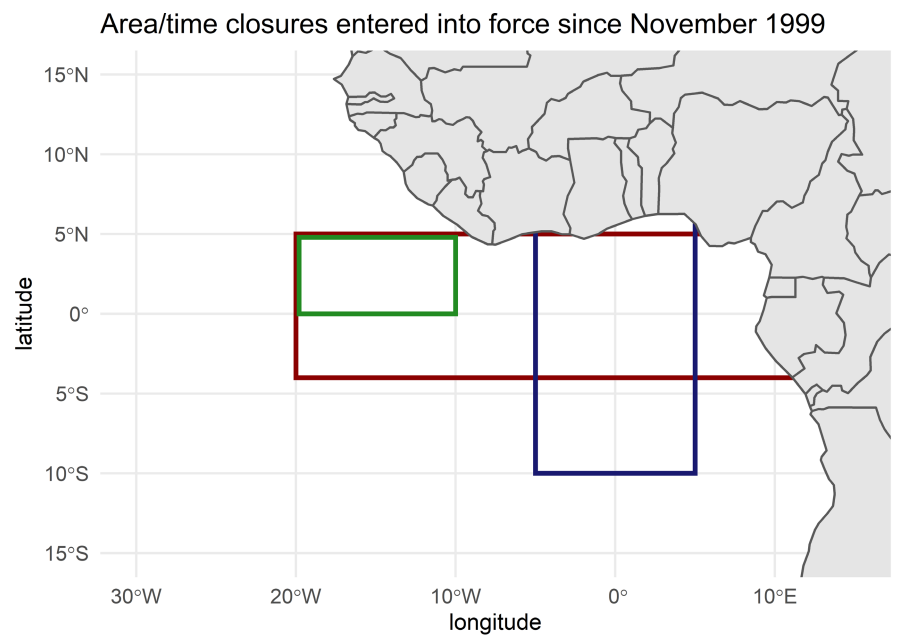 Area/time closures entered into force since November 1999
15°N
10°N
5°N
0°
5°S
10°S
15°S
latitude
30°W
20°W
10°W
0°
10°E
longitude